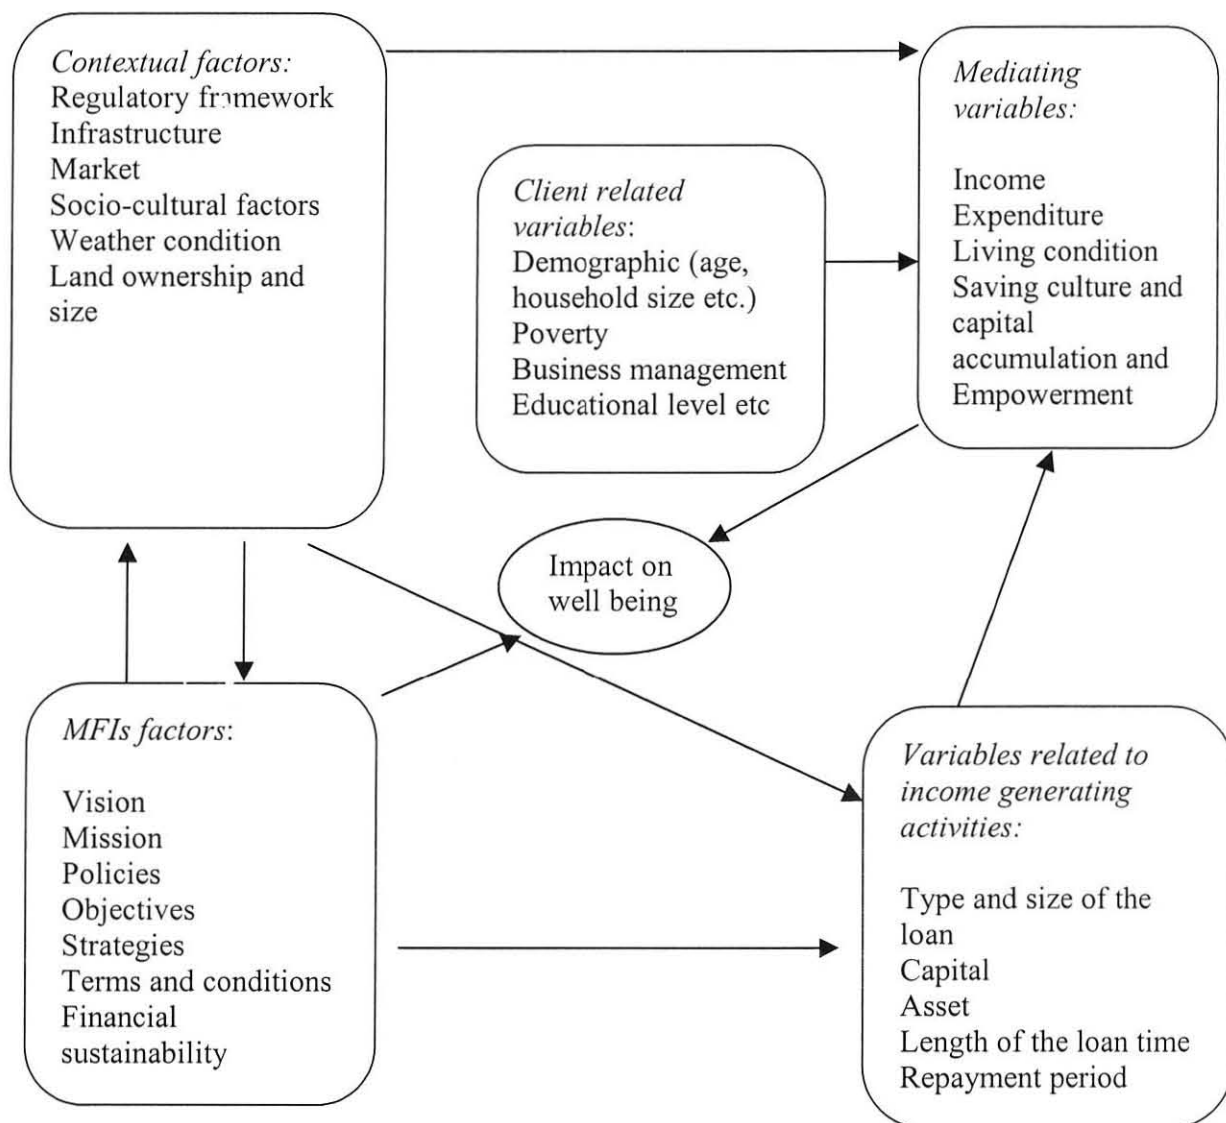 Contextual factors:
Regulatory framework
Infrastructure
Market
Socio-cultural factors
Weather condition
Land ownership and
size
Client related
variables:
Demographic (age,
household size etc.)
Poverty
Business management
Educational level etc
Mediating
variables:
Income
Expenditure
Living condition
Saving culture and
capital
accumulation and
Empowerment
Impact on
well being
MFIs factors:
Vision
Mission
Policies
Objectives
Strategies
Terms and conditions
Financial
sustainability
Variables related to
income generating
activities:
Type and size of the
loan
Capital
Asset
Length of the loan time
Repayment period